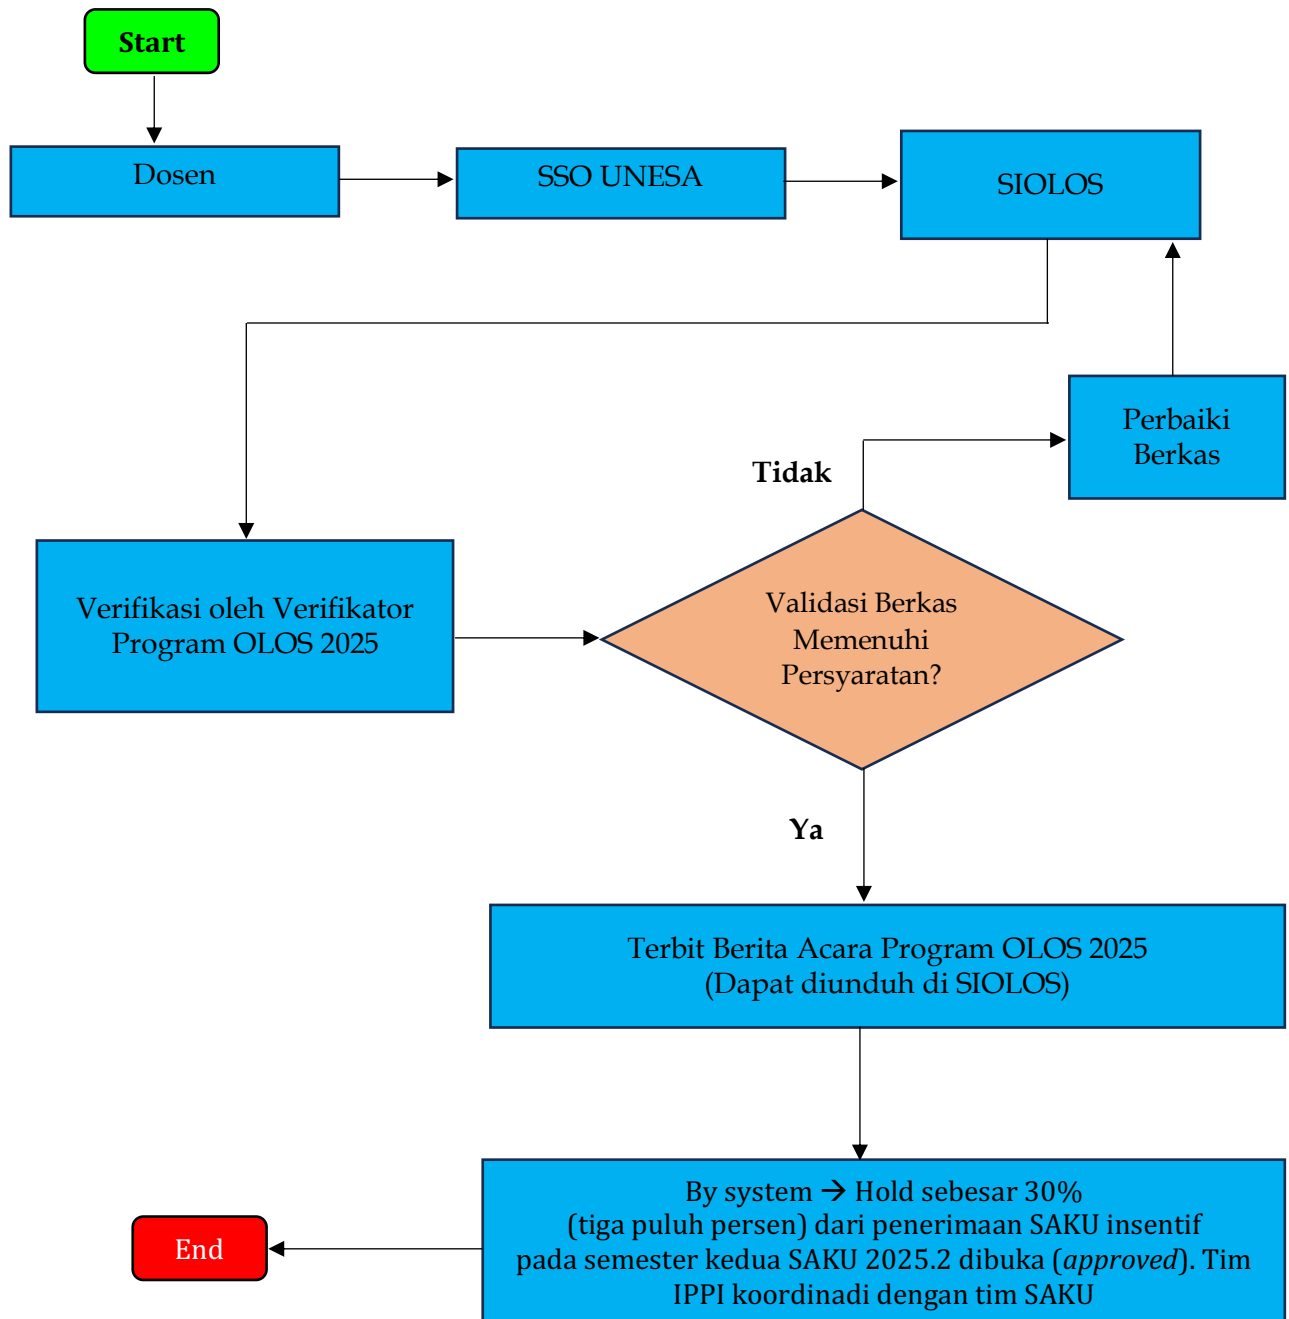 Start
Dosen
SSO UNESA
SIOLOS
Perbaiki
Berkas
Tidak
Verifikasi oleh Verifikator
Program OLOS 2025
Validasi Berkas
Memenuhi
Persyaratan?
Ya
Terbit Berita Acara Program OLOS 2025
(Dapat diunduh di SIOLOS)
By system → Hold sebesar 30%
(tiga puluh persen) dari penerimaan SAKU insentif
pada semester kedua SAKU 2025.2 dibuka (approved). Tim
IPPI koordinadi dengan tim SAKU
End